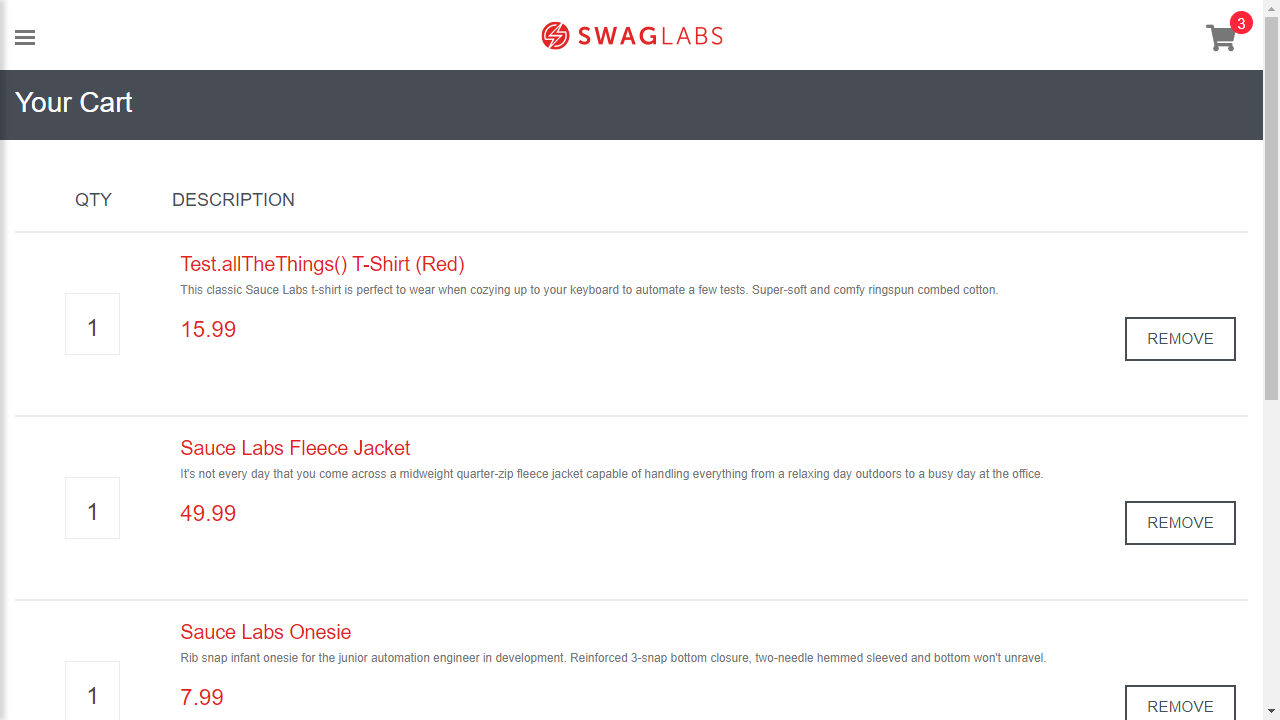 SWAGLABS
3
Your Cart
QTY DESCRIPTION
Test.allTheThings() T-Shirt (Red)
This classic Sauce Labs t-shirt is perfect to wear when cozying up to your keyboard to automate a few tests. Super-soft and comfy ringspun combed cotton.
1
15.99
REMOVE
Sauce Labs Fleece Jacket
It's not every day that you come across a midweight quarter-zip fleece jacket capable of handling everything from a relaxing day outdoors to a busy day at the office.
1
49.99
REMOVE
Sauce Labs Onesie
Rib snap infant onesie for the junior automation engineer in development. Reinforced 3-snap bottom closure, two-needle hemmed sleeved and bottom won't unravel.
1
7.99
REMOVE